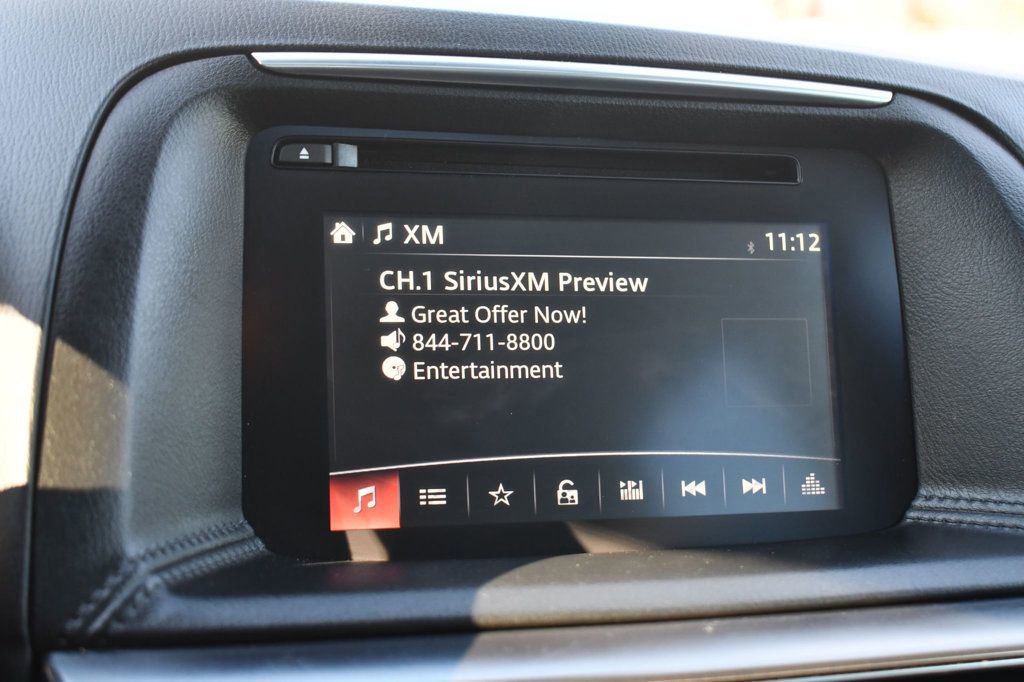 XM
11:12
CH.1 SiriusXM Preview
Great Offer Now!
844-711-8800
Entertainment